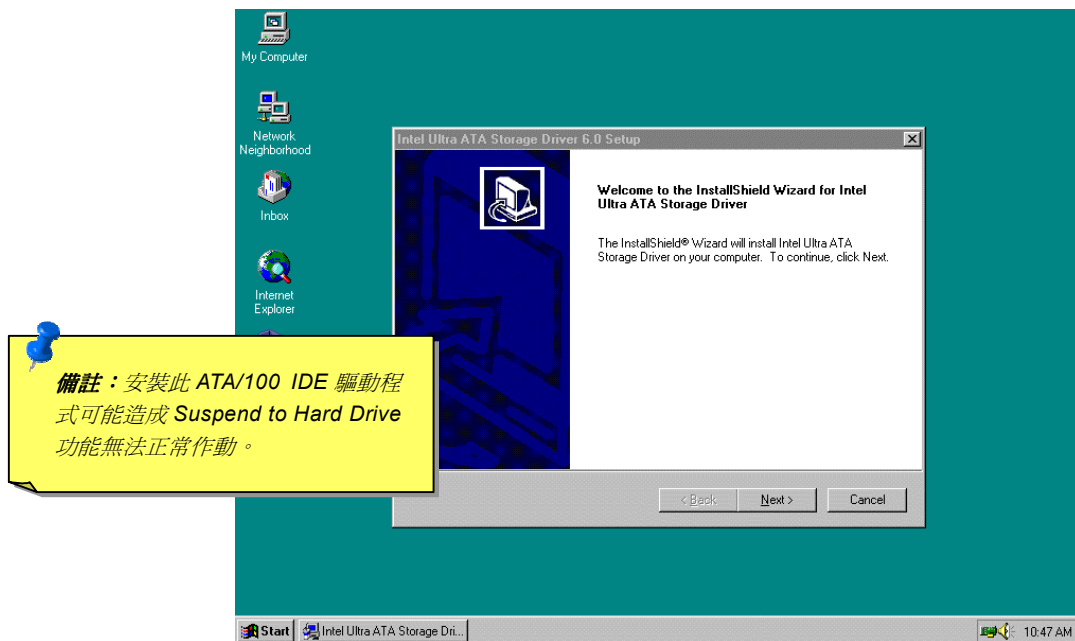 My Computer
Network
Neighborhood
Inbox
Internet
Explorer
Intel Ultra ATA Storage Driver 6.0 Setup
Welcome to the InstallShield Wizard for Intel
Ultra ATA Storage Driver
The InstallShield® Wizard will install Intel Ultra ATA
Storage Driver on your computer. To continue, click Next.
備註：安裝此 ATA/100 IDE 驅動程
式可能造成 Suspend to Hard Drive
功能無法正常作動。
< Back
Next >
Cancel
Start
Intel Ultra ATA Storage Dri...
10:47 AM